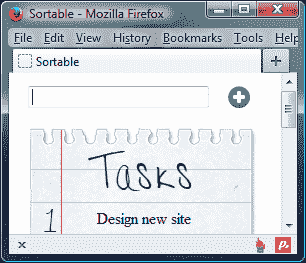 Sortable - Mozilla Firefox
File Edit View History Bookmarks Tools Help
Sortable
Tasks
1 Design new site